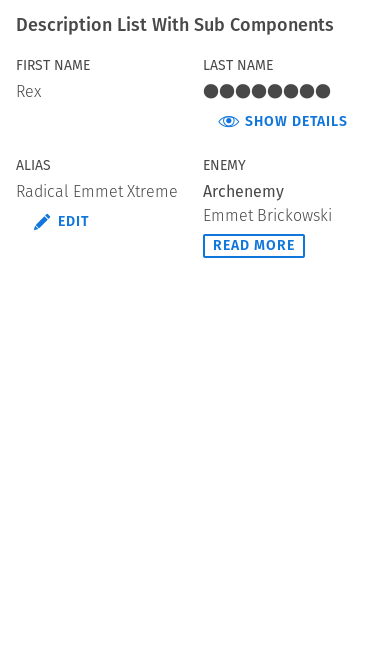 Description List With Sub Components
FIRST NAME
Rex
LAST NAME
●●●●●●●●
SHOW DETAILS
ALIAS
Radical Emmet Xtreme
EDIT
ENEMY
Archenemy
Emmet Brickowski
READ MORE